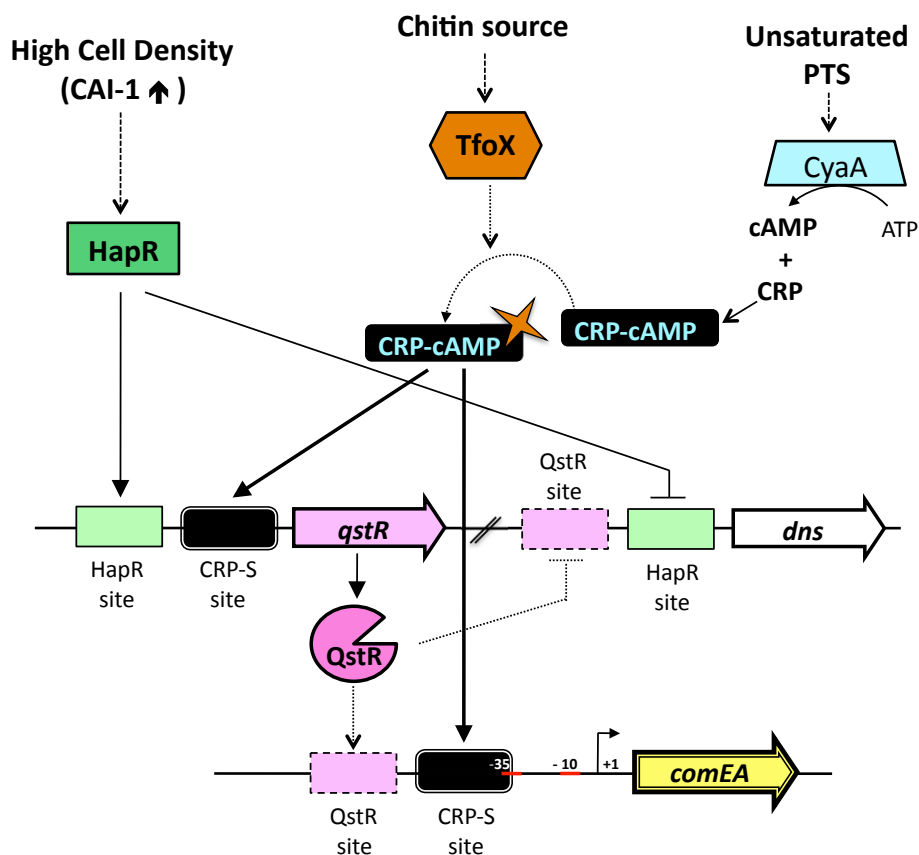 High Cell Density
(CAI-1 🡅 )
Chitin source
Unsaturated
PTS
TfoX
CyaA
HapR
cAMP
ATP
+
CRP
CRP-cAMP
CRP-cAMP
QstR
site
qstR
dns
HapR
site
CRP-S
site
HapR
site
QstR
-35
- 10
+1
comEA
QstR
site
CRP-S
site